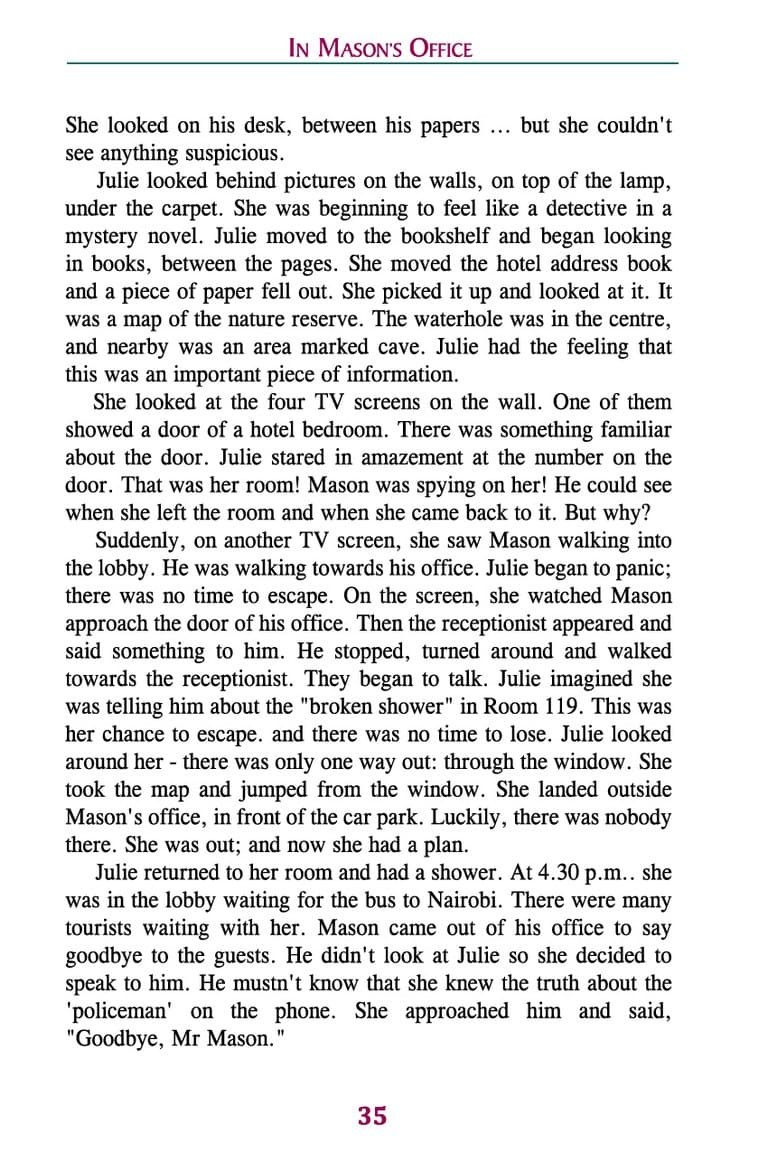 IN MASON'S OFFICE
She looked on his desk, between his papers ... but she couldn't
see anything suspicious.
Julie looked behind pictures on the walls, on top of the lamp,
under the carpet. She was beginning to feel like a detective in a
mystery novel. Julie moved to the bookshelf and began looking
in books, between the pages. She moved the hotel address book
and a piece of paper fell out. She picked it up and looked at it. It
was a map of the nature reserve. The waterhole was in the centre,
and nearby was an area marked cave. Julie had the feeling that
this was an important piece of information.
She looked at the four TV screens on the wall. One of them
showed a door of a hotel bedroom. There was something familiar
about the door. Julie stared in amazement at the number on the
door. That was her room! Mason was spying on her! He could see
when she left the room and when she came back to it. But why?
Suddenly, on another TV screen, she saw Mason walking into
the lobby. He was walking towards his office. Julie began to panic;
there was no time to escape. On the screen, she watched Mason
approach the door of his office. Then the receptionist appeared and
said something to him. He stopped, turned around and walked
towards the receptionist. They began to talk. Julie imagined she
was telling him about the "broken shower" in Room 119. This was
her chance to escape. and there was no time to lose. Julie looked
around her - there was only one way out: through the window. She
took the map and jumped from the window. She landed outside
Mason's office, in front of the car park. Luckily, there was nobody
there. She was out; and now she had a plan.
Julie returned to her room and had a shower. At 4.30 p.m.. she
was in the lobby waiting for the bus to Nairobi. There were many
tourists waiting with her. Mason came out of his office to say
goodbye to the guests. He didn't look at Julie so she decided to
speak to him. He mustn't know that she knew the truth about the
'policeman' on the phone. She approached him and said,
"Goodbye, Mr Mason."
35